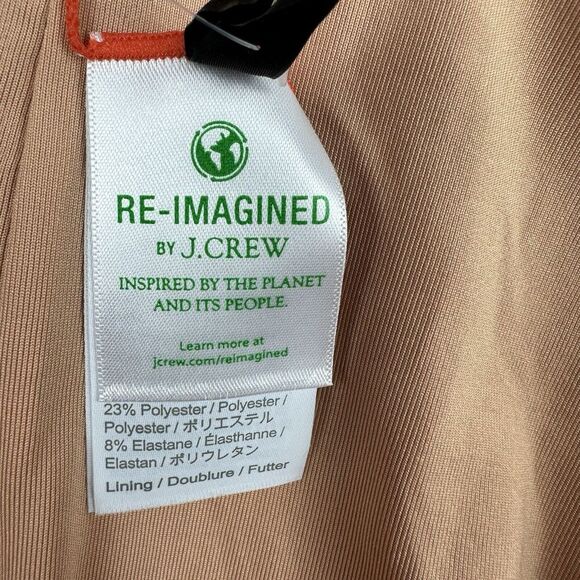 RE-IMAGINED
BY J.CREW
INSPIRED BY THE PLANET
AND ITS PEOPLE.
Learn more at
jcrew.com/reimagined
23% Polyester / Polyester /
Polyester / ポリエステル
8% Elastane / Élasthanne /
Elastan / ポリウレタン
Lining / Doublure / Futter